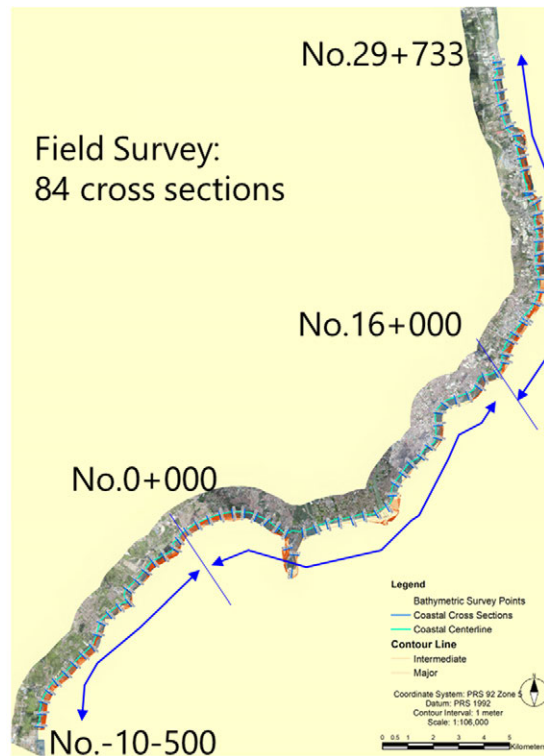 No.29+733
Field Survey:
84 cross sections
No.16+000
No.0+000
No.-10-500
Legend
Bathymetric Survey Points
Coastal Cross Sections
Coastal Centerline
Contour Line
Intermediate
Major
Coordinate System: PRS 92 Zone 5
Datum: PRS 1992
Contour Interval: 1 meter
Scale: 1:106,000
0 0.5 1 2 3 4 5
Kilometers